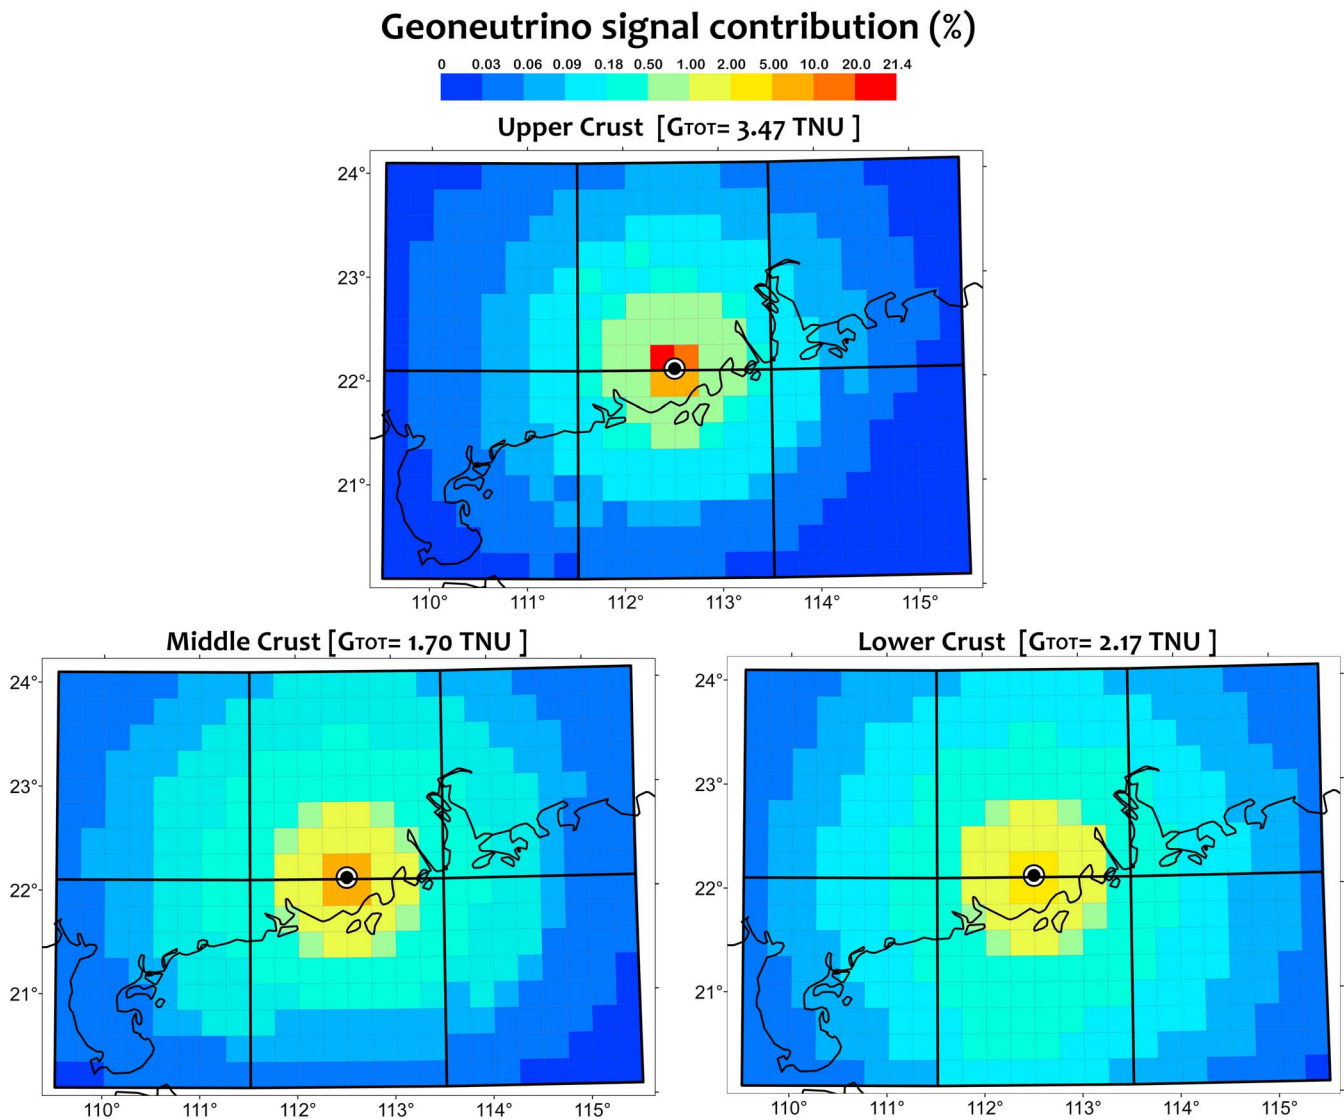 Geoneutrino signal contribution (%)
0 0.03 0.06 0.09 0.18 0.50 1.00 2.00 5.00 10.0 20.0 21.4
Upper Crust [GTOT= 3.47 TNU ]
24°
23°
22°
21°
110° 111° 112° 113° 114° 115°
Middle Crust [GTOT= 1.70 TNU ]
24°
23°
22°
21°
110° 111° 112° 113° 114° 115°
Lower Crust [GTOT= 2.17 TNU ]
24°
23°
22°
21°
110° 111° 112° 113° 114° 115°